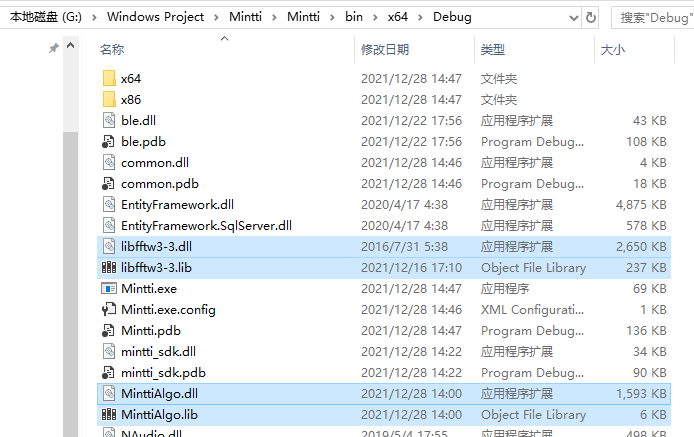 本地磁盘 (G:) > Windows Project > Mintti > Mintti > bin > x64 > Debug 搜索"Debug"
名称 修改日期 类型 大小
x64 2021/12/28 14:47 文件夹
x86 2021/12/28 14:47 文件夹
ble.dll 2021/12/22 17:56 应用程序扩展 43 KB
ble.pdb 2021/12/22 17:56 Program Debug... 108 KB
common.dll 2021/12/28 14:46 应用程序扩展 4 KB
common.pdb 2021/12/28 14:46 Program Debug... 18 KB
EntityFramework.dll 2020/4/17 4:38 应用程序扩展 4,875 KB
EntityFramework.SqlServer.dll 2020/4/17 4:38 应用程序扩展 578 KB
libfftw3-3.dll 2016/7/31 5:38 应用程序扩展 2,650 KB
libfftw3-3.lib 2021/12/16 17:10 Object File Library 237 KB
Mintti.exe 2021/12/28 14:47 应用程序 69 KB
Mintti.exe.config 2021/12/28 14:46 XML Configurati... 1 KB
Mintti.pdb 2021/12/28 14:47 Program Debug... 136 KB
mintti_sdk.dll 2021/12/28 14:22 应用程序扩展 34 KB
mintti_sdk.pdb 2021/12/28 14:22 Program Debug... 90 KB
MinttiAlgo.dll 2021/12/28 14:00 应用程序扩展 1,593 KB
MinttiAlgo.lib 2021/12/28 14:00 Object File Library 6 KB
NAudio.dll 2019/5/4 17:55 应用程序扩展 498 KB